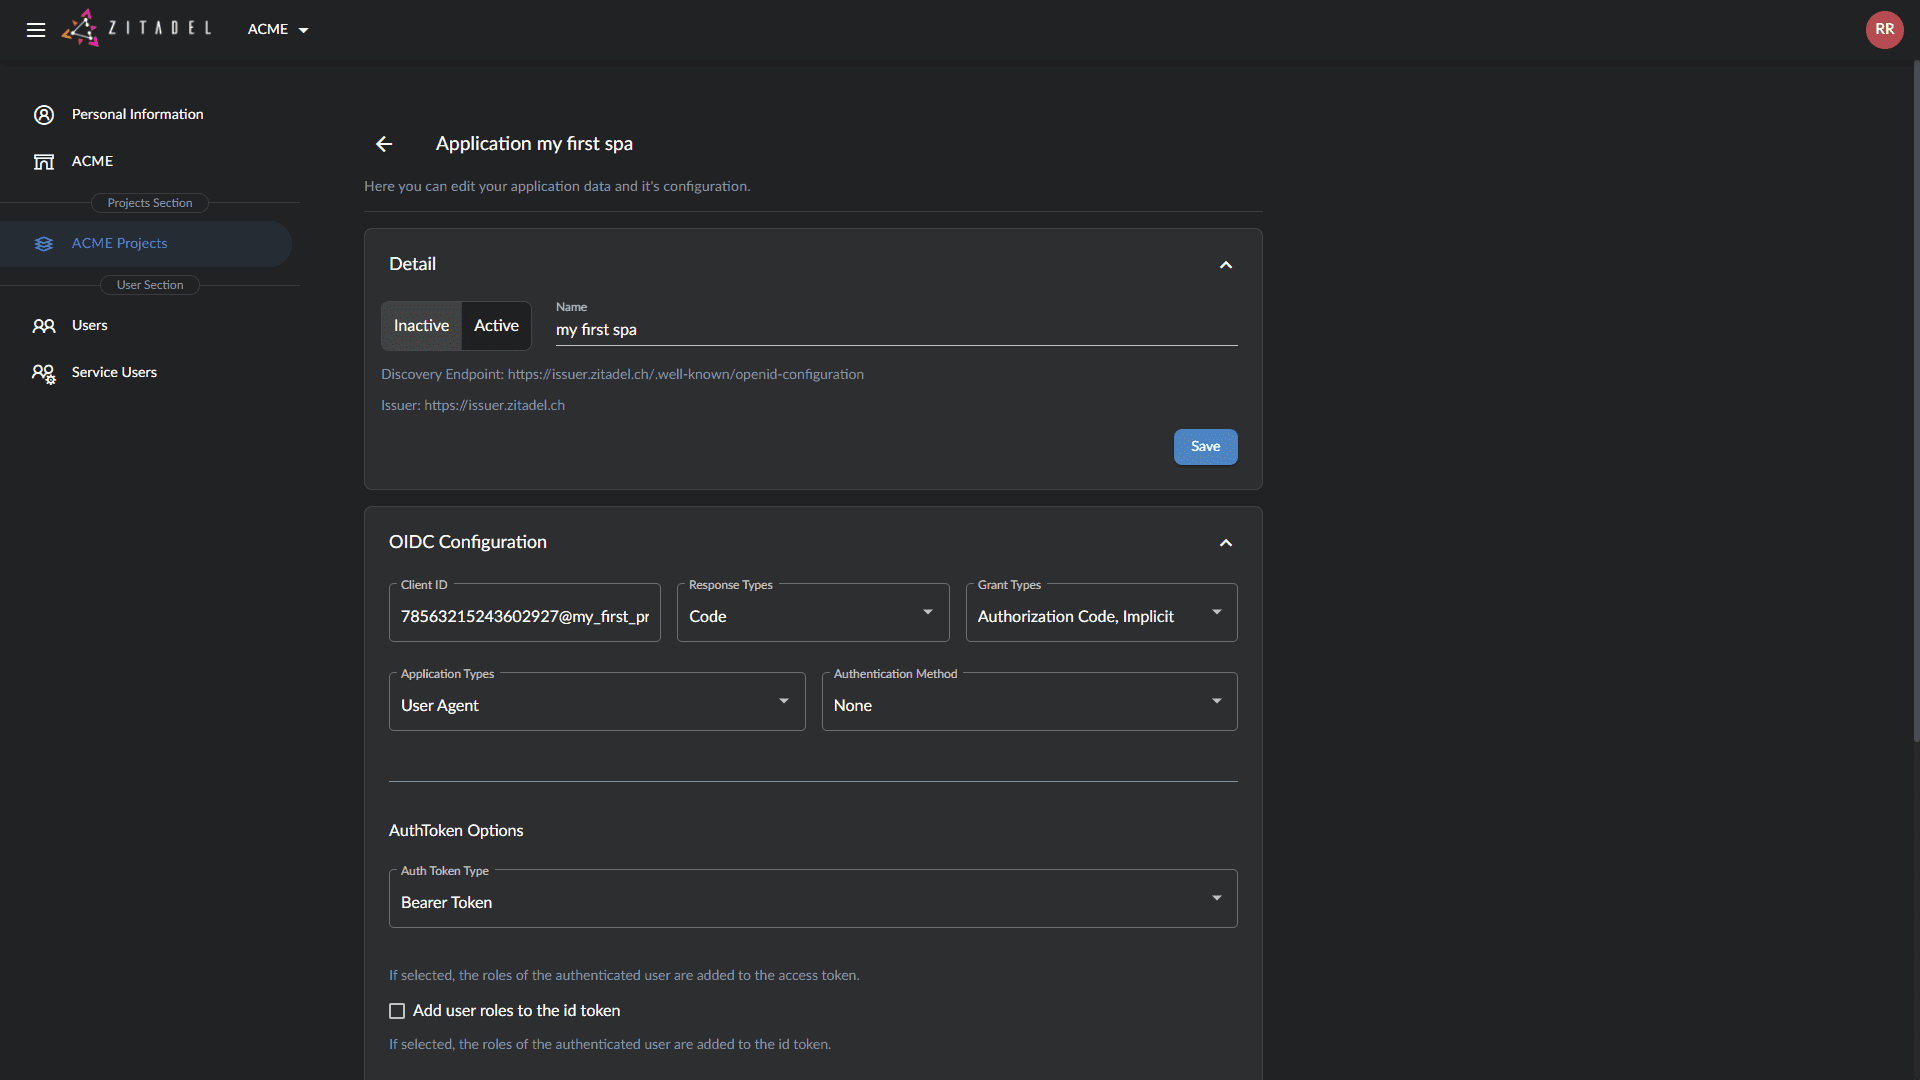 ZITADEL ACME RR
Personal Information
ACME
Projects Section
ACME Projects
User Section
Users
Service Users
Application my first spa
Here you can edit your application data and it's configuration.
Detail
Inactive Active
Name
my first spa
Discovery Endpoint: https://issuer.zitadel.ch/.well-known/openid-configuration
Issuer: https://issuer.zitadel.ch
Save
OIDC Configuration
Client ID Response Types Grant Types
78563215243602927@my_first_pr Code Authorization Code, Implicit
Application Types Authentication Method
User Agent None
AuthToken Options
Auth Token Type
Bearer Token
If selected, the roles of the authenticated user are added to the access token.
Add user roles to the id token
If selected, the roles of the authenticated user are added to the id token.